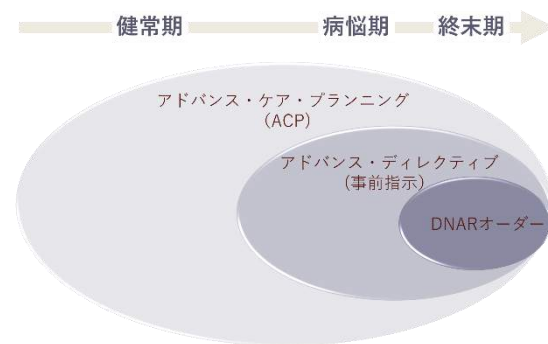 健常期 病悩期 終末期
アドバンス・ケア・プランニング
(ACP)
アドバンス・ディレクティブ
(事前指示)
DNARオーダー